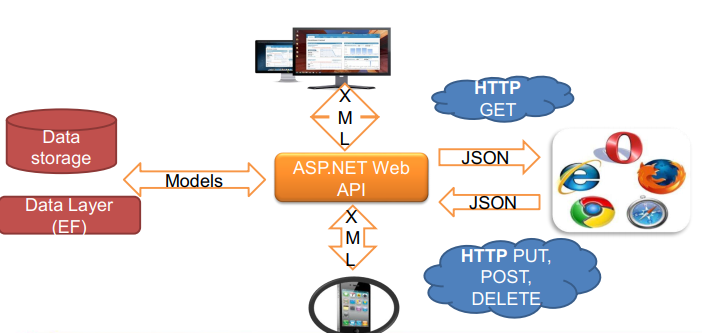 X
M
L
HTTP
GET
Data
storage
ASP.NET Web
API
JSON
Models
JSON
Data Layer
(EF)
X
M
L
HTTP PUT,
POST,
DELETE